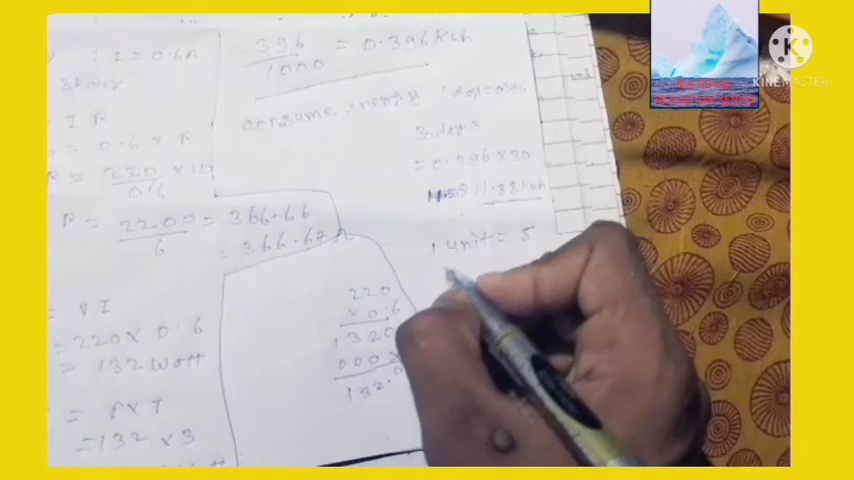 : I = 0.6A
3 hour
= I R
= 0.6 x R
R = 220/0.6 x 10
R = 2200/6 = 366.66
= 366.67
= VI
= 220 x 0.6
= 132 Watt
= P x T
= 132 x 3
396/1000 = 0.396 Kwh
consume energy 1 day = 0.396
30 days
= 0.396 x 30
11.88 Kwh
1 unit = 5
220
x 0.6
1320
000x
132.0
KINEMASTER